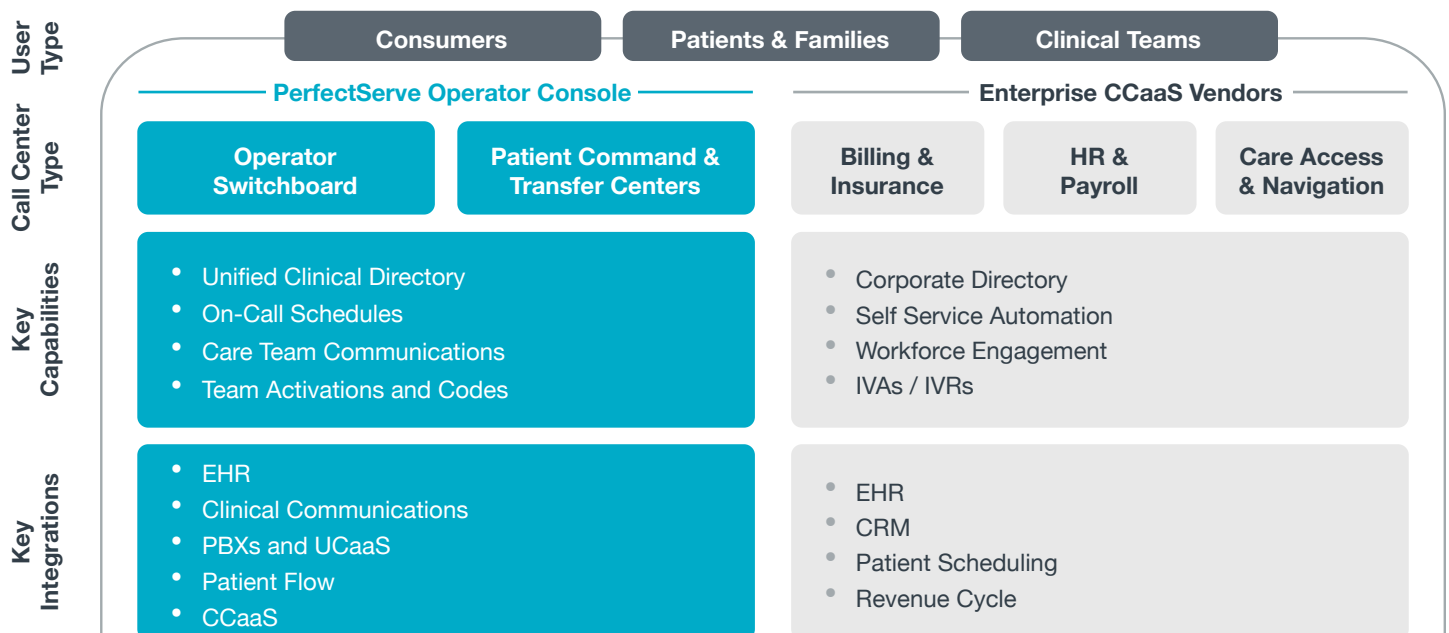 User
Type
Consumers
Patients & Families
Clinical Teams
PerfectServe Operator Console
Enterprise CCaaS Vendors
Call Center
Type
Operator
Switchboard
Patient Command &
Transfer Centers
Billing &
Insurance
HR &
Payroll
Care Access
& Navigation
Key
Capabilities
• Unified Clinical Directory
• On-Call Schedules
• Care Team Communications
• Team Activations and Codes
• Corporate Directory
• Self Service Automation
• Workforce Engagement
• IVAs / IVRs
Key
Integrations
• EHR
• Clinical Communications
• PBXs and UCaaS
• Patient Flow
• CCaaS
• EHR
• CRM
• Patient Scheduling
• Revenue Cycle